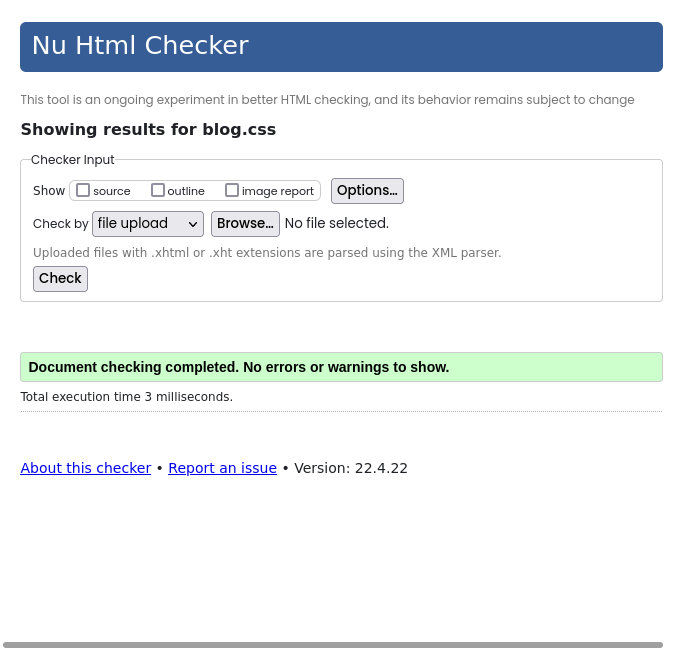 Nu Html Checker
This tool is an ongoing experiment in better HTML checking, and its behavior remains subject to change
Showing results for blog.css
Checker Input
Show source outline image report Options...
Check by file upload Browse... No file selected.
Uploaded files with .xhtml or .xht extensions are parsed using the XML parser.
Check
Document checking completed. No errors or warnings to show.
Total execution time 3 milliseconds.
About this checker • Report an issue • Version: 22.4.22